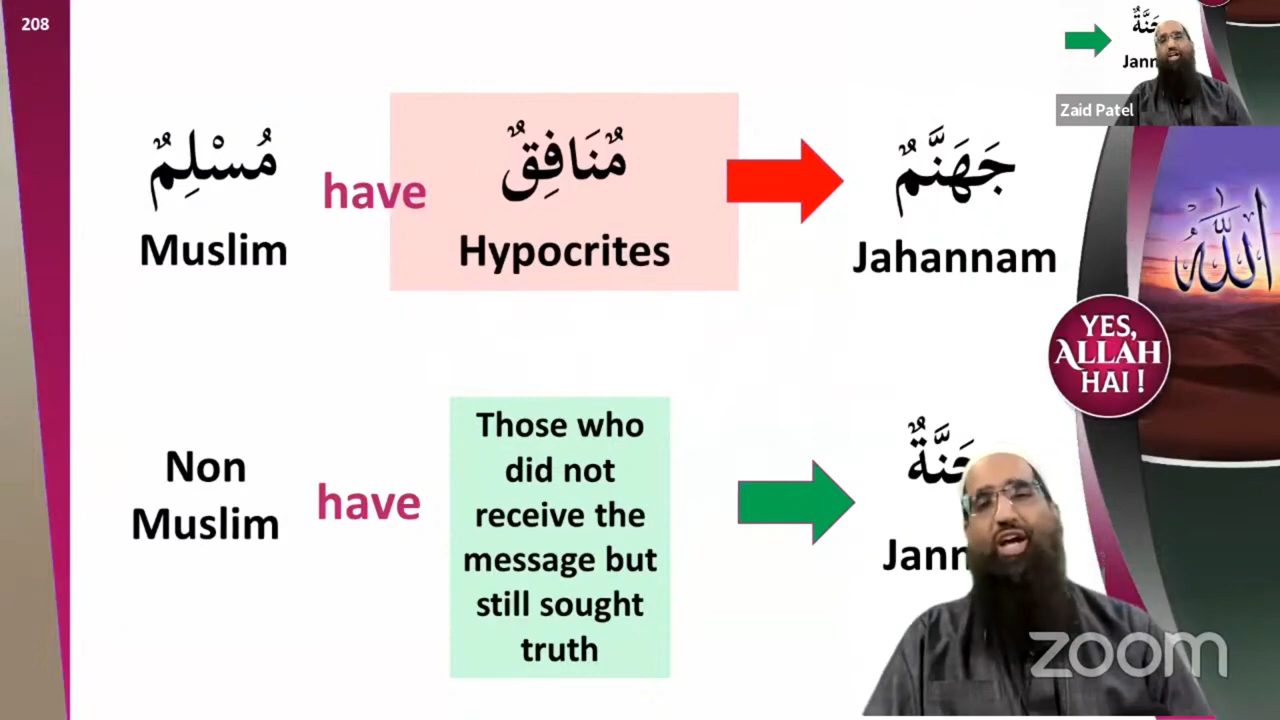 208
جَنَّةٌ
Zaid Patel
مُسْلِمٌ
Muslim
have
مُنَافِقٌ
Hypocrites
جَهَنَّمٌ
Jahannam
اللّٰهُ
YES,
ALLAH
HAI !
Non
Muslim
have
Those who
did not
receive the
message but
still sought
truth
جَنَّةٌ
zoom